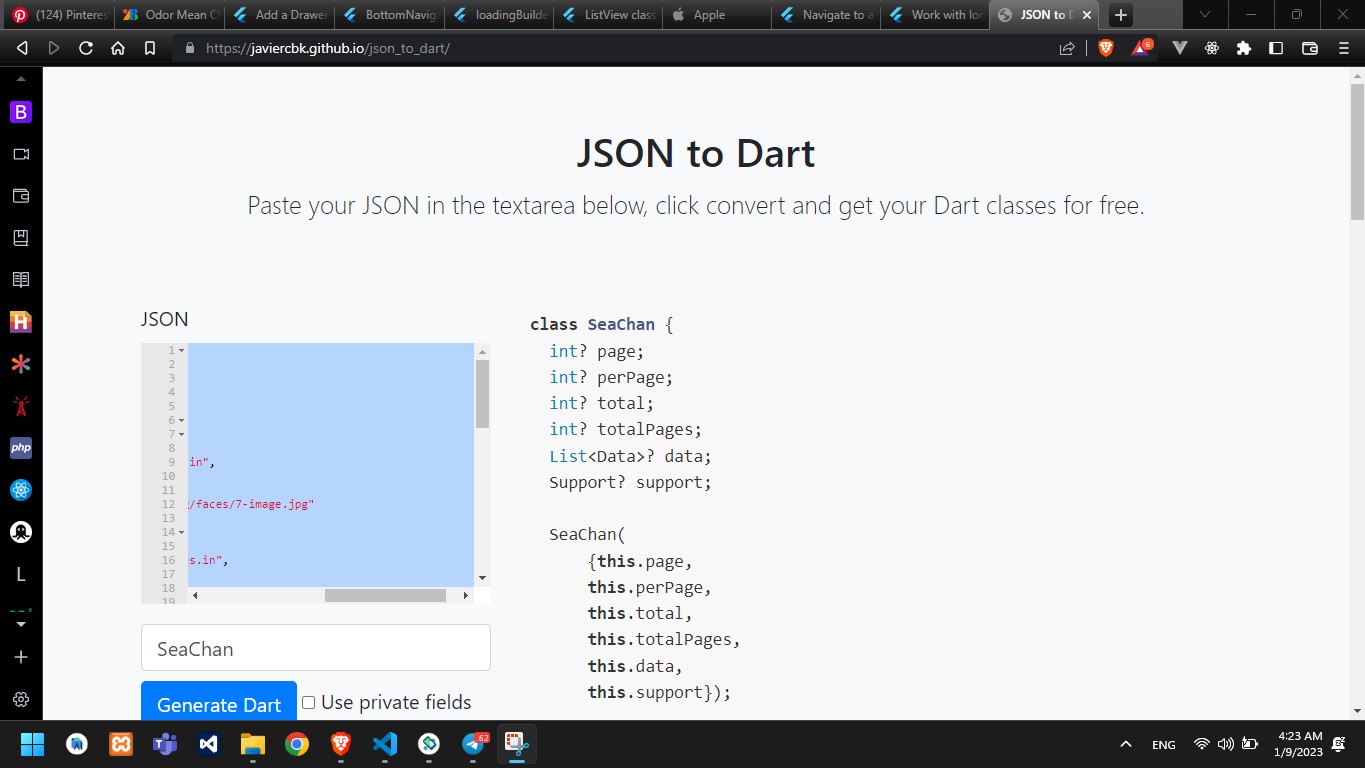 (124) Pinteres
Odor Mean C
Add a Drawer
BottomNaviga
loadingBuilde
ListView class
Apple
Navigate to a
Work with lon
JSON to D
https://javiercbk.github.io/json_to_dart/
6
JSON to Dart
Paste your JSON in the textarea below, click convert and get your Dart classes for free.
JSON
1
2
3
4
5
6
7
8
9 in",
10
11
12 /faces/7-image.jpg"
13
14
15
16 s.in",
17
18
19
SeaChan
Generate Dart
Use private fields
class SeaChan {
int? page;
int? perPage;
int? total;
int? totalPages;
List<Data>? data;
Support? support;
SeaChan(
{this.page,
this.perPage,
this.total,
this.totalPages,
this.data,
this.support});
B
H
php
L
.62
ENG
4:23 AM
1/9/2023